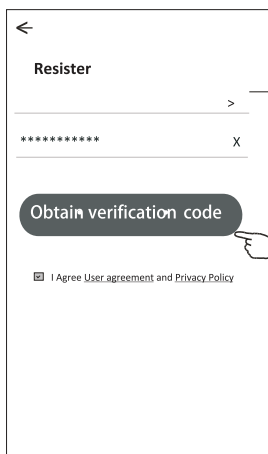 Resister
>
*********** X
Obtain verification code
I Agree User agreement and Privacy Policy